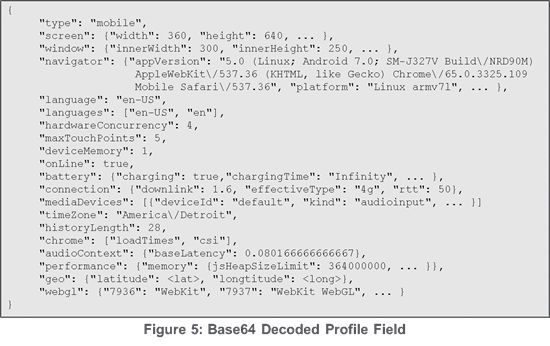 {
"type": "mobile",
"screen": {"width": 360, "height": 640, ... },
"window": {"innerWidth": 300, "innerHeight": 250, ... },
"navigator": {"appVersion": "5.0 (Linux; Android 7.0; SM-J327V Build\/NRD90M)
AppleWebKit\/537.36 (KHTML, like Gecko) Chrome\/65.0.3325.109
Mobile Safari\/537.36", "platform": "Linux armv7l", ... },
"language": "en-US",
"languages": ["en-US", "en"],
"hardwareConcurrency": 4,
"maxTouchPoints": 5,
"deviceMemory": 1,
"onLine": true,
"battery": {"charging": true,"chargingTime": "Infinity", ... },
"connection": {"downlink": 1.6, "effectiveType": "4g", "rtt": 50},
"mediaDevices": [{"deviceId": "default", "kind": "audioinput", ... }]
"timeZone": "America\/Detroit",
"historyLength": 28,
"chrome": ["loadTimes", "csi"],
"audioContext": {"baseLatency": 0.080166666666667},
"performance": {"memory": {jsHeapSizeLimit": 364000000, ... }},
"geo": {"latitude": <lat>, "longtitude": <long>},
"webgl": {"7936": "WebKit", "7937": "WebKit WebGL", ... }
}
Figure 5: Base64 Decoded Profile Field